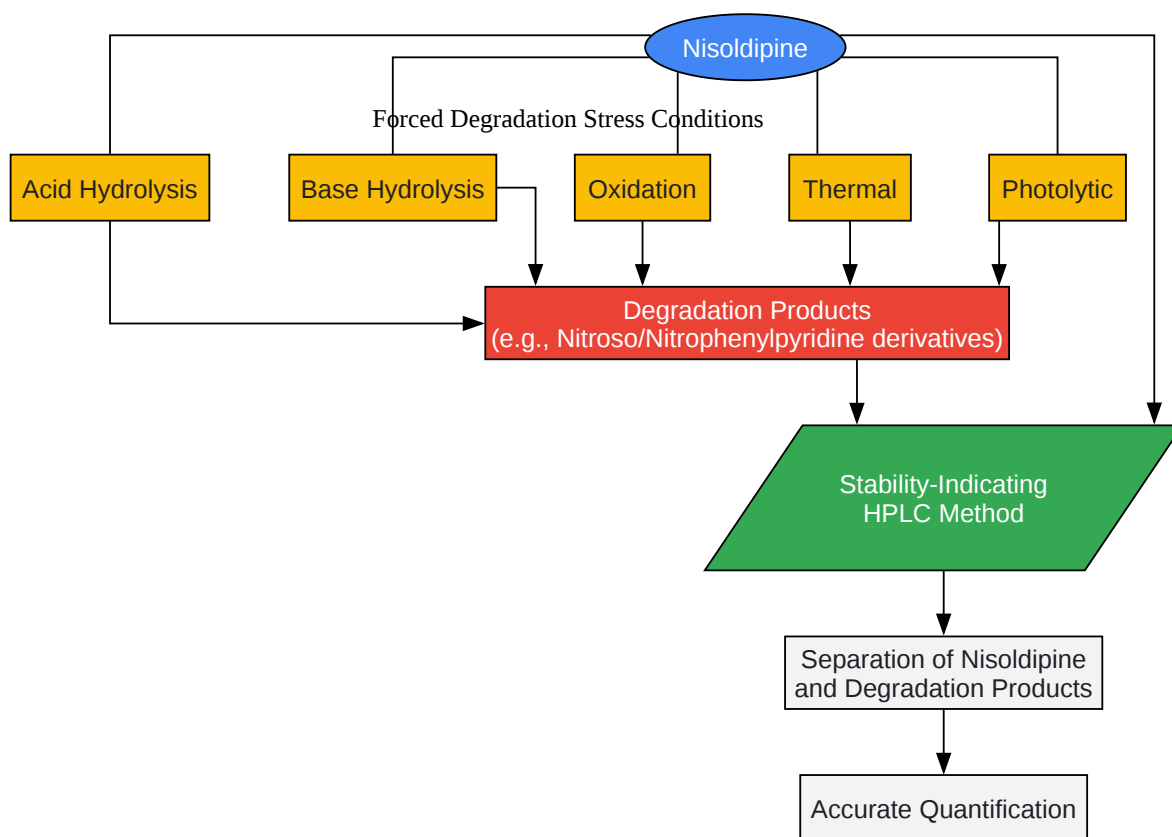 Nisoldipine
Forced Degradation Stress Conditions
Acid Hydrolysis
Base Hydrolysis
Oxidation
Thermal
Photolytic
Degradation Products
(e.g., Nitroso/Nitrophenylpyridine derivatives)
Stability-Indicating
HPLC Method
Separation of Nisoldipine
and Degradation Products
Accurate Quantification